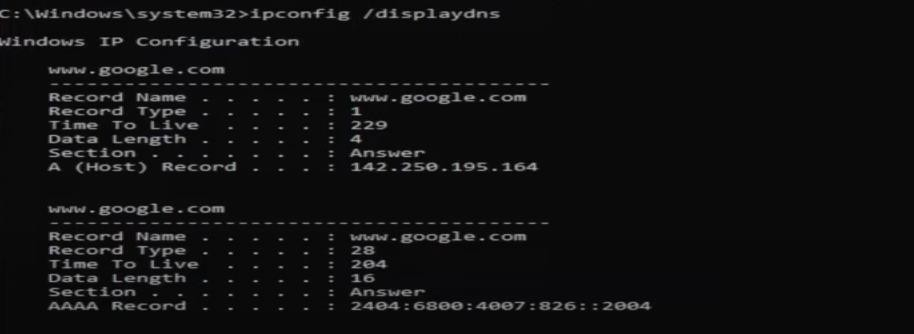 C:\Windows\system32>ipconfig /displaydns
Windows IP Configuration
www.google.com
----------------------------------------
Record Name . . . . . : www.google.com
Record Type . . . . . : 1
Time To Live  . . . . : 229
Data Length . . . . . : 4
Section . . . . . . . : Answer
A (Host) Record . . . : 142.250.195.164
www.google.com
----------------------------------------
Record Name . . . . . : www.google.com
Record Type . . . . . : 28
Time To Live  . . . . : 204
Data Length . . . . . : 16
Section . . . . . . . : Answer
AAAA Record . . . . . : 2404:6800:4007:826::2004